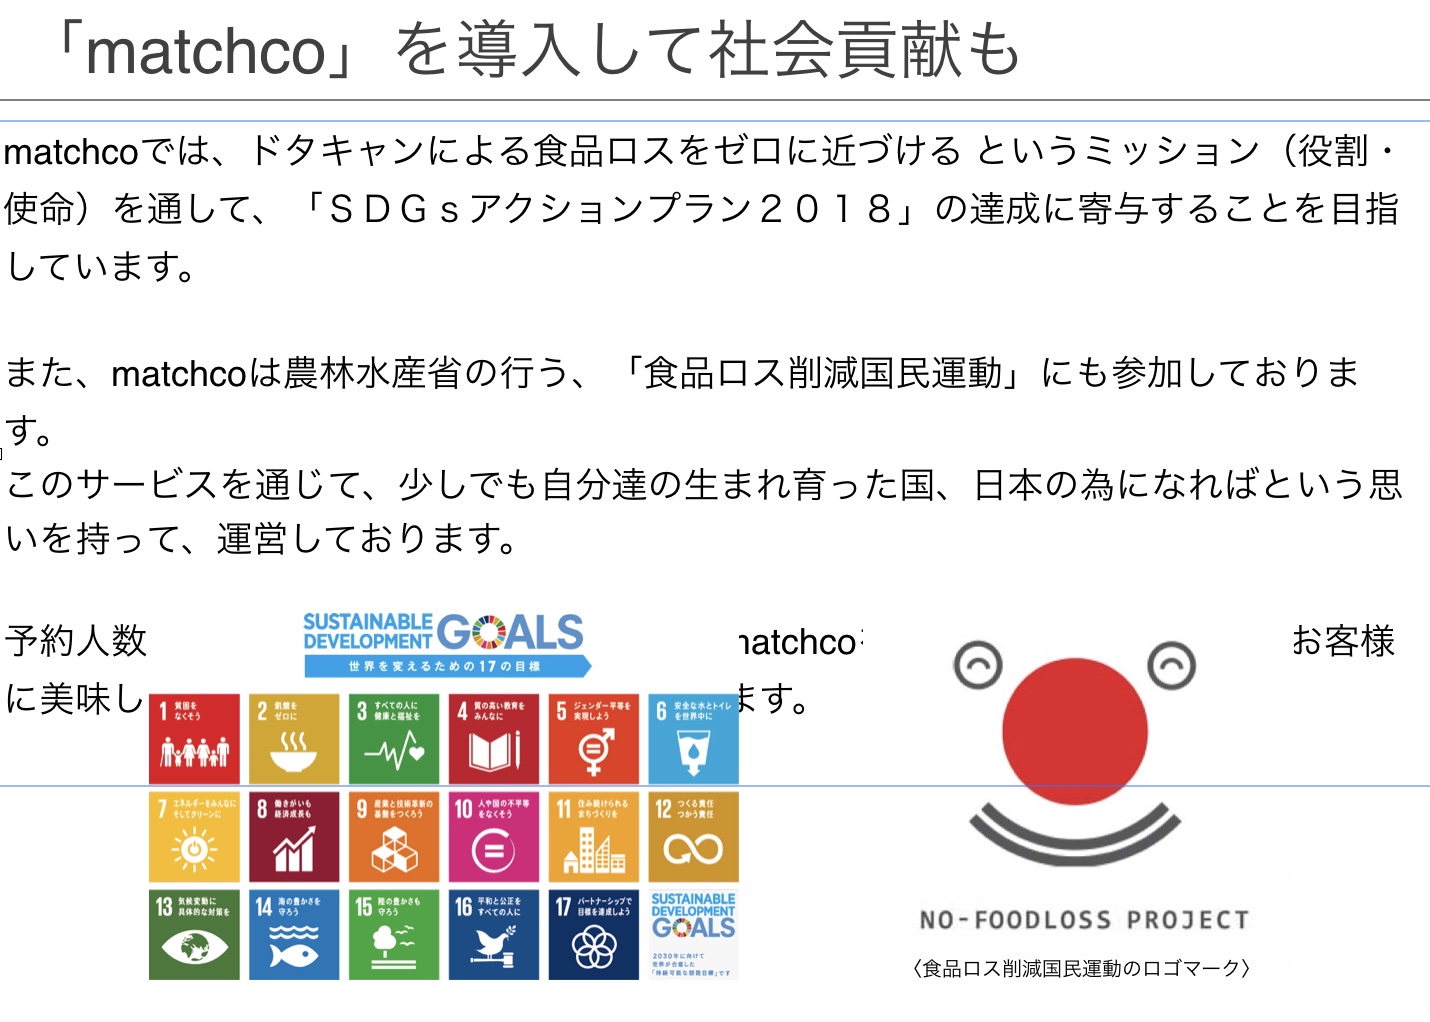 「matchco」を導入して社会貢献も
matchcoでは、ドタキャンによる食品ロスをゼロに近づける というミッション（役割・
使命）を通して、「ＳＤＧｓアクションプラン２０１８」の達成に寄与することを目指
しています。
また、matchcoは農林水産省の行う、「食品ロス削減国民運動」にも参加しておりま
す。
このサービスを通じて、少しでも自分達の生まれ育った国、日本の為になればという思
いを持って、運営しております。
予約人数 matchco お客様
に美味し ます。
SUSTAINABLE
DEVELOPMENT GOALS
世界を変えるための17の目標
1 貧困を
なくそう
2 飢餓を
ゼロに
3 すべての人に
健康と福祉を
4 質の高い教育を
みんなに
5 ジェンダー平等を
実現しよう
6 安全な水とトイレ
を世界中に
7 エネルギーをみんなに
そしてクリーンに
8 働きがいも
経済成長も
9 産業と技術革新の
基盤をつくろう
10 人や国の不平等
をなくそう
11 住み続けられる
まちづくりを
12 つくる責任
つかう責任
13 気候変動に
具体的な対策を
14 海の豊かさを
守ろう
15 陸の豊かさも
守ろう
16 平和と公正を
すべての人に
17 パートナーシップで
目標を達成しよう
SUSTAINABLE
DEVELOPMENT
GOALS
2030年に向けて
世界が合意した
「持続可能な開発目標」です
NO-FOODLOSS PROJECT
〈食品ロス削減国民運動のロゴマーク〉